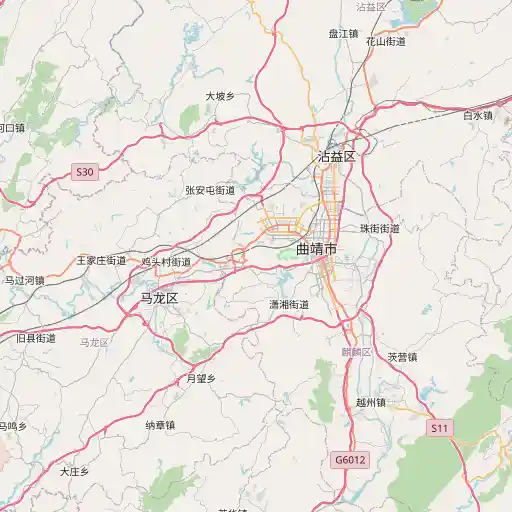 沾益区
盘江镇
花山街道
大坡乡
白水镇
沾益区
S30
张安屯街道
珠街街道
曲靖市
王家庄街道
鸡头村街道
马过河镇
马龙区
潇湘街道
旧县街道
马龙区
麒麟区
茨营镇
月望乡
越州镇
纳章镇
马鸣乡
S11
G6012
大庄乡